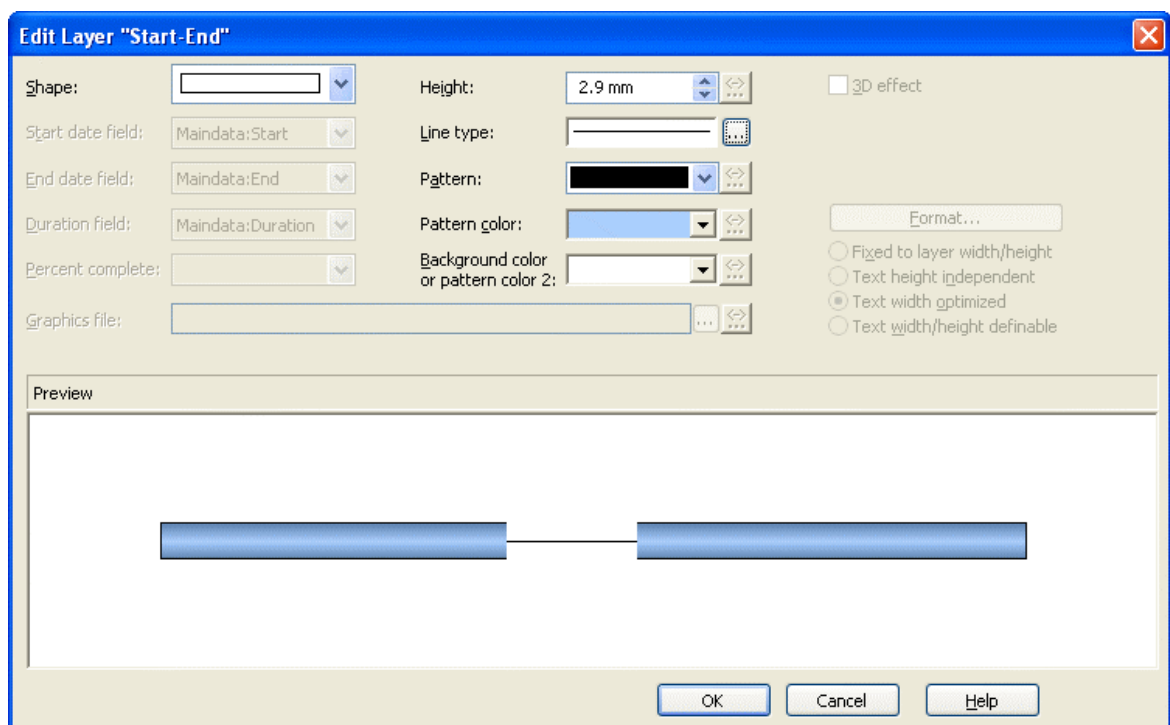 Edit Layer "Start-End"
Shape:
Height:
2.9 mm
3D effect
Start date field:
Maindata:Start
Line type:
...
End date field:
Maindata:End
Pattern:
Duration field:
Maindata:Duration
Pattern color:
Format...
Percent complete:
Background color
or pattern color 2:
Fixed to layer width/height
Text height independent
Text width optimized
Text width/height definable
Graphics file:
...
Preview
OK
Cancel
Help